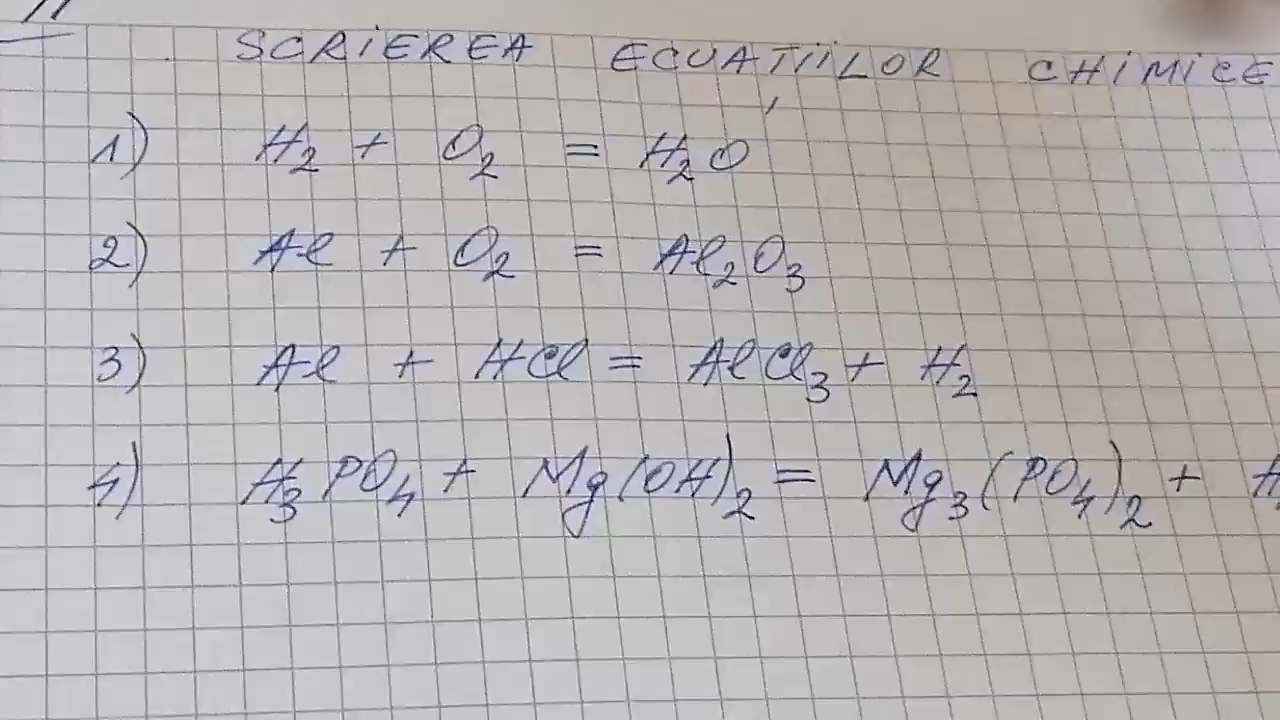 SCRIEREA ECUAȚIILOR CHIMICE
1) H₂ + O₂ = H₂O
2) Al + O₂ = Al₂O₃
3) Al + HCl = AlCl₃ + H₂
4) H₃PO₄ + Mg(OH)₂ = Mg₃(PO₄)₂ +